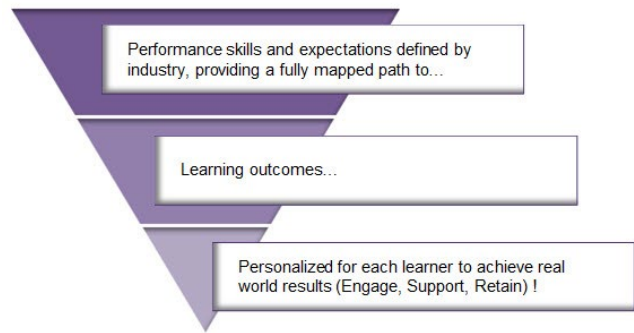 Performance skills and expectations defined by
industry, providing a fully mapped path to...
Learning outcomes...
Personalized for each learner to achieve real
world results (Engage, Support, Retain) !